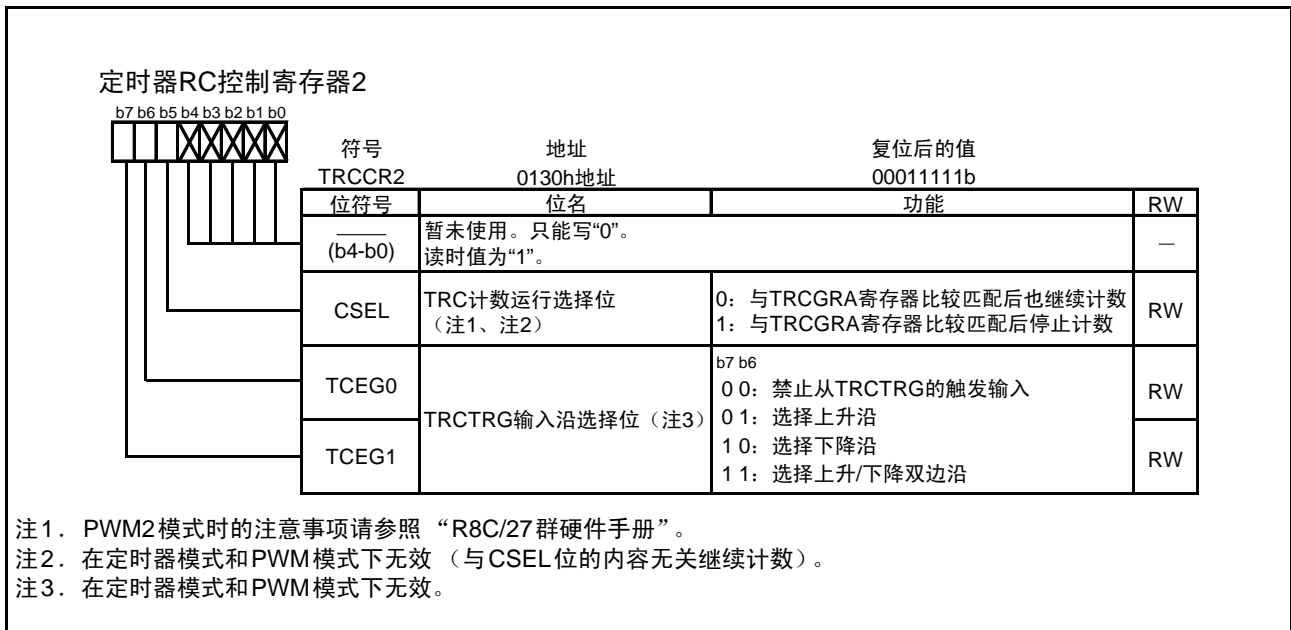 定时器RC控制寄存器2
b7 b6 b5 b4 b3 b2 b1 b0
符号 地址 复位后的值
TRCCR2 0130h地址 00011111b
位符号 位名 功能 RW
—— (b4-b0) 暂未使用。只能写“0”。
读时值为“1”。 —
CSEL TRC计数运行选择位
（注1、注2） 0：与TRCGRA寄存器比较匹配后也继续计数
1：与TRCGRA寄存器比较匹配后停止计数 RW
TCEG0 TRCTRG输入沿选择位（注3） b7 b6
0 0：禁止从TRCTRG的触发输入 RW
0 1：选择上升沿
TCEG1 1 0：选择下降沿 RW
1 1：选择上升/下降双边沿
注1．PWM2模式时的注意事项请参照 “R8C/27群硬件手册”。
注2．在定时器模式和PWM模式下无效 （与CSEL位的内容无关继续计数）。
注3．在定时器模式和PWM模式下无效。